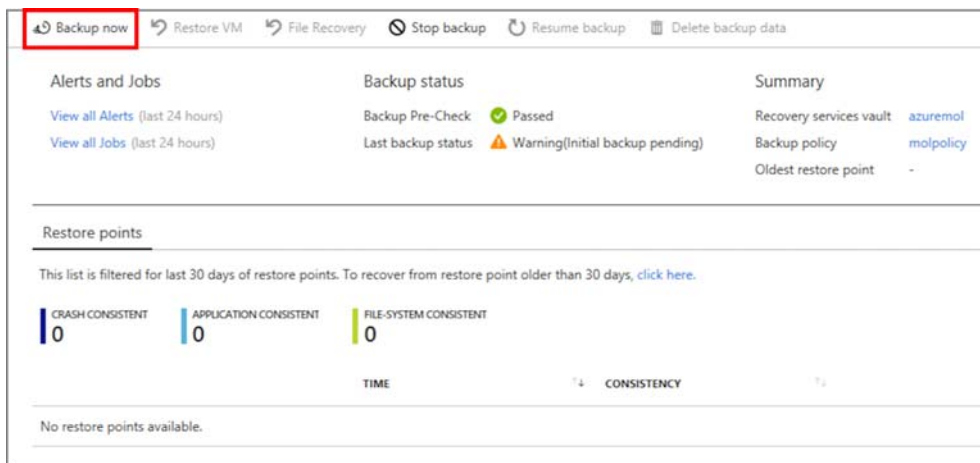 Backup now Restore VM File Recovery Stop backup Resume backup Delete backup data
Alerts and Jobs
View all Alerts (last 24 hours)
View all Jobs (last 24 hours)
Backup status
Backup Pre-Check Passed
Last backup status Warning(Initial backup pending)
Summary
Recovery services vault azuremol
Backup policy molpolicy
Oldest restore point -
Restore points
This list is filtered for last 30 days of restore points. To recover from restore point older than 30 days, click here.
CRASH CONSISTENT
0
APPLICATION CONSISTENT
0
FILE-SYSTEM CONSISTENT
0
TIME CONSISTENCY
No restore points available.